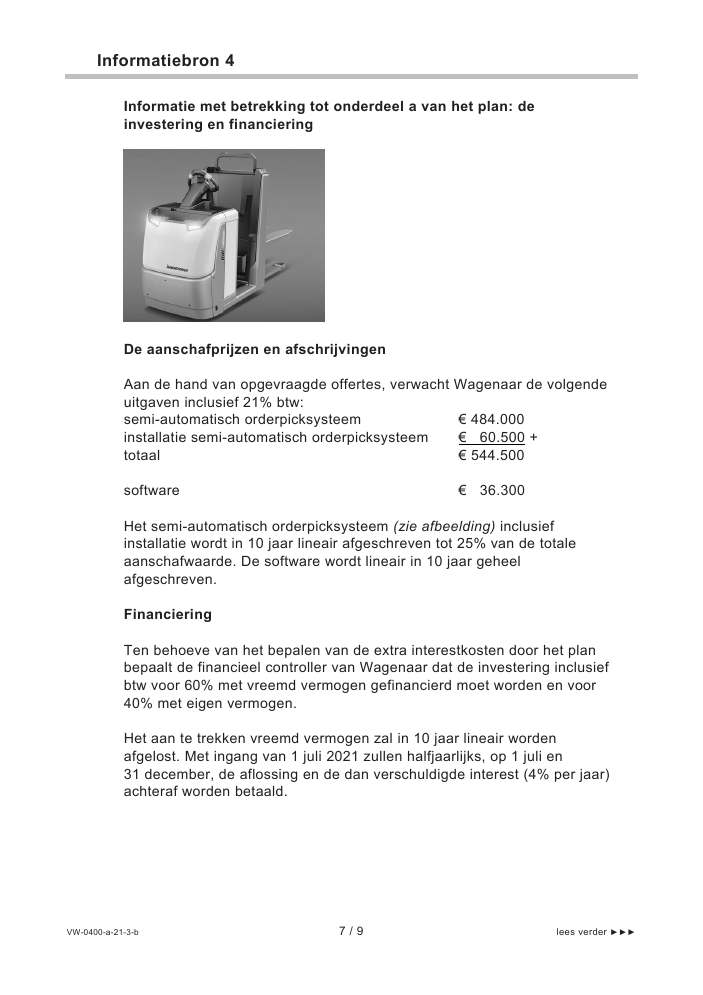 Informatiebron 4
Informatie met betrekking tot onderdeel a van het plan: de
investering en financiering
De aanschafprijzen en afschrijvingen
Aan de hand van opgevraagde offertes, verwacht Wagenaar de volgende
uitgaven inclusief 21% btw:
semi-automatisch orderpicksysteem € 484.000
installatie semi-automatisch orderpicksysteem € 60.500 +
totaal € 544.500
software € 36.300
Het semi-automatisch orderpicksysteem (zie afbeelding) inclusief
installatie wordt in 10 jaar lineair afgeschreven tot 25% van de totale
aanschafwaarde. De software wordt lineair in 10 jaar geheel
afgeschreven.
Financiering
Ten behoeve van het bepalen van de extra interestkosten door het plan
bepaalt de financieel controller van Wagenaar dat de investering inclusief
btw voor 60% met vreemd vermogen gefinancierd moet worden en voor
40% met eigen vermogen.
Het aan te trekken vreemd vermogen zal in 10 jaar lineair worden
afgelost. Met ingang van 1 juli 2021 zullen halfjaarlijks, op 1 juli en
31 december, de aflossing en de dan verschuldigde interest (4% per jaar)
achteraf worden betaald.
VW-0400-a-21-3-b 7 / 9 lees verder ►►►